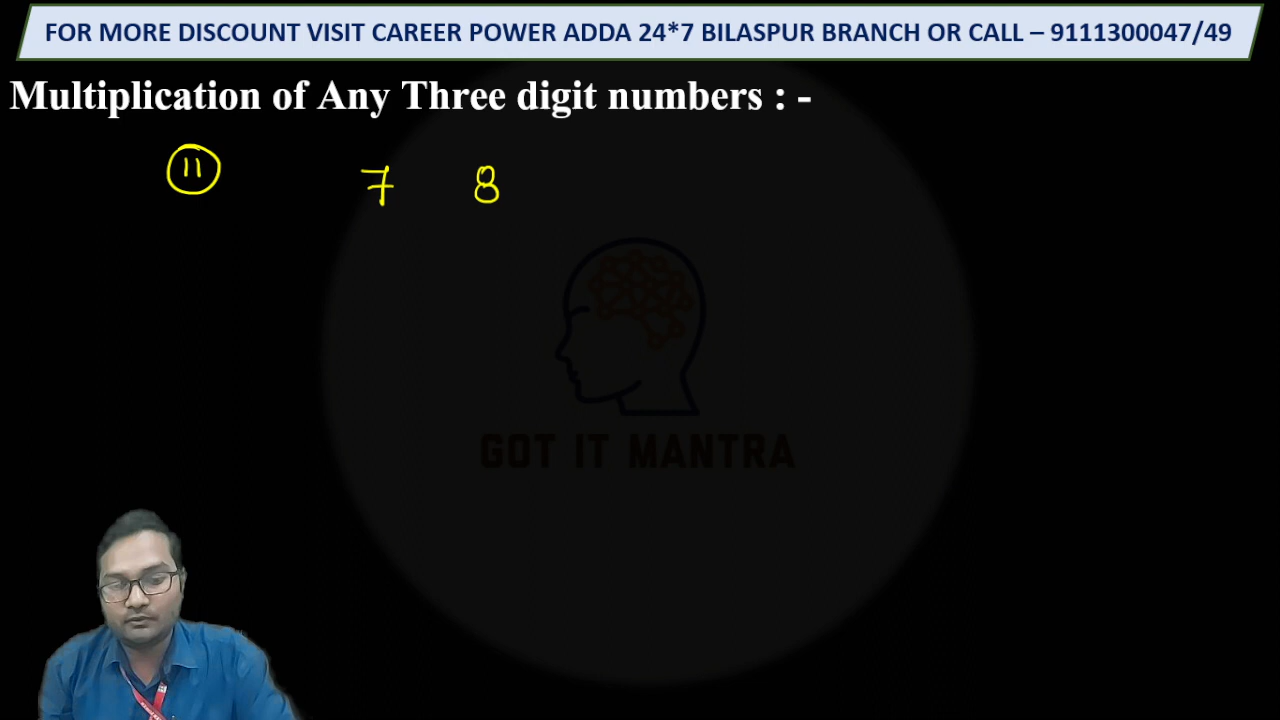 FOR MORE DISCOUNT VISIT CAREER POWER ADDA 24*7 BILASPUR BRANCH OR CALL – 9111300047/49
Multiplication of Any Three digit numbers : -
11 7 8
GOT IT MANTRA